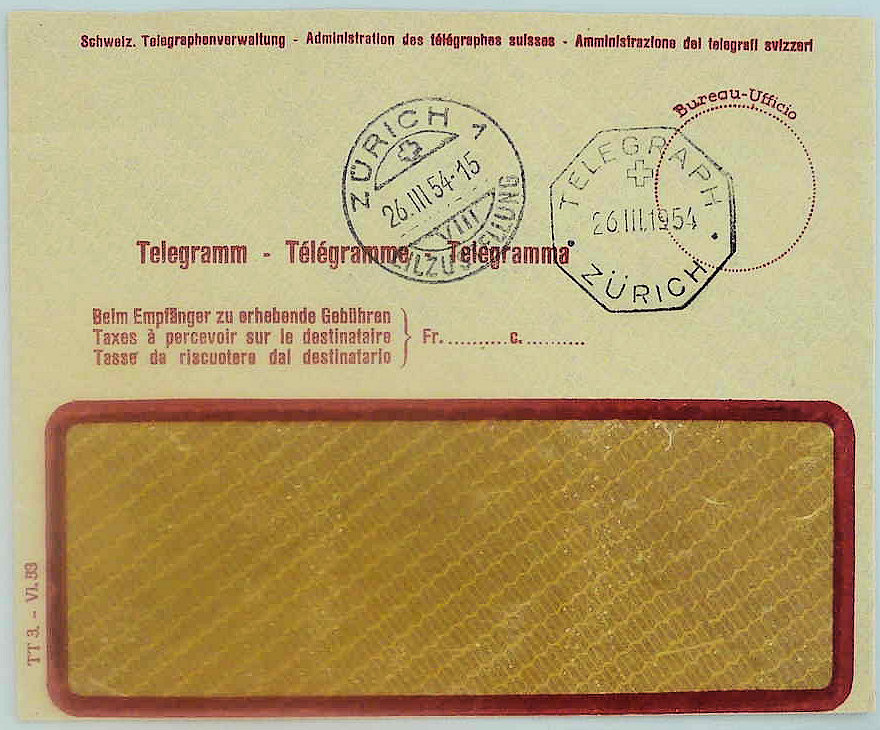 Schweiz. Telegraphenverwaltung - Administration des télégraphes suisses - Amministrazione dei telegrafi svizzeri
Bureau-Ufficio
ZÜRICH 1
26.III.54-15
VIII
EILZUSTELLUNG
TELEGRAPH
26.III.1954
ZÜRICH
Telegramm - Télégramme - Telegramma
Beim Empfänger zu erhebende Gebühren
Taxes à percevoir sur le destinataire
Tasse da riscuotere dal destinatario
Fr...........c...........
TT 3. - VI. 53